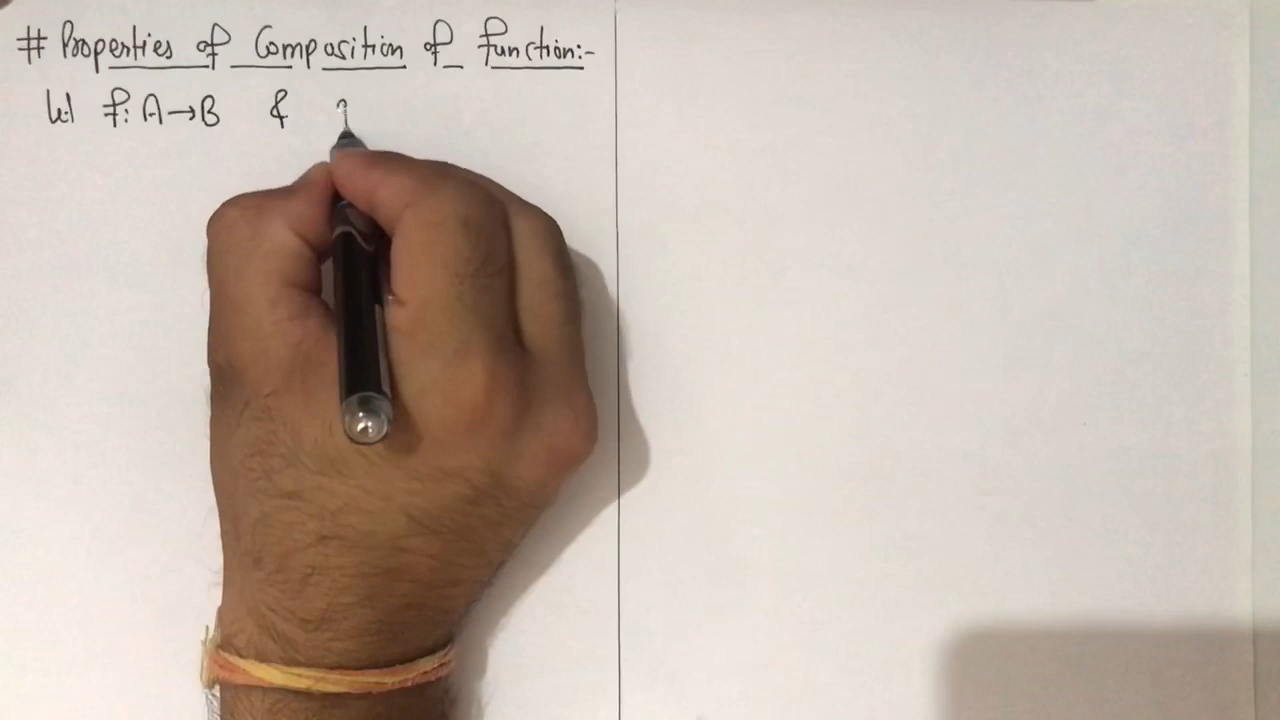 # Properties of Composition of function:-
let f: A→B &